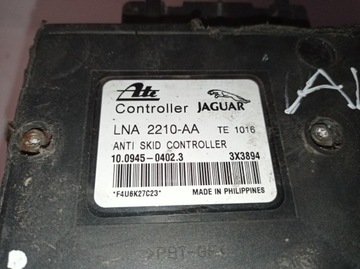 Ate
Controller JAGUAR
LNA 2210-AA TE 1016
ANTI SKID CONTROLLER
10.0945-0402.3 3X3894
*F4U6K27C23* MADE IN PHILIPPINES